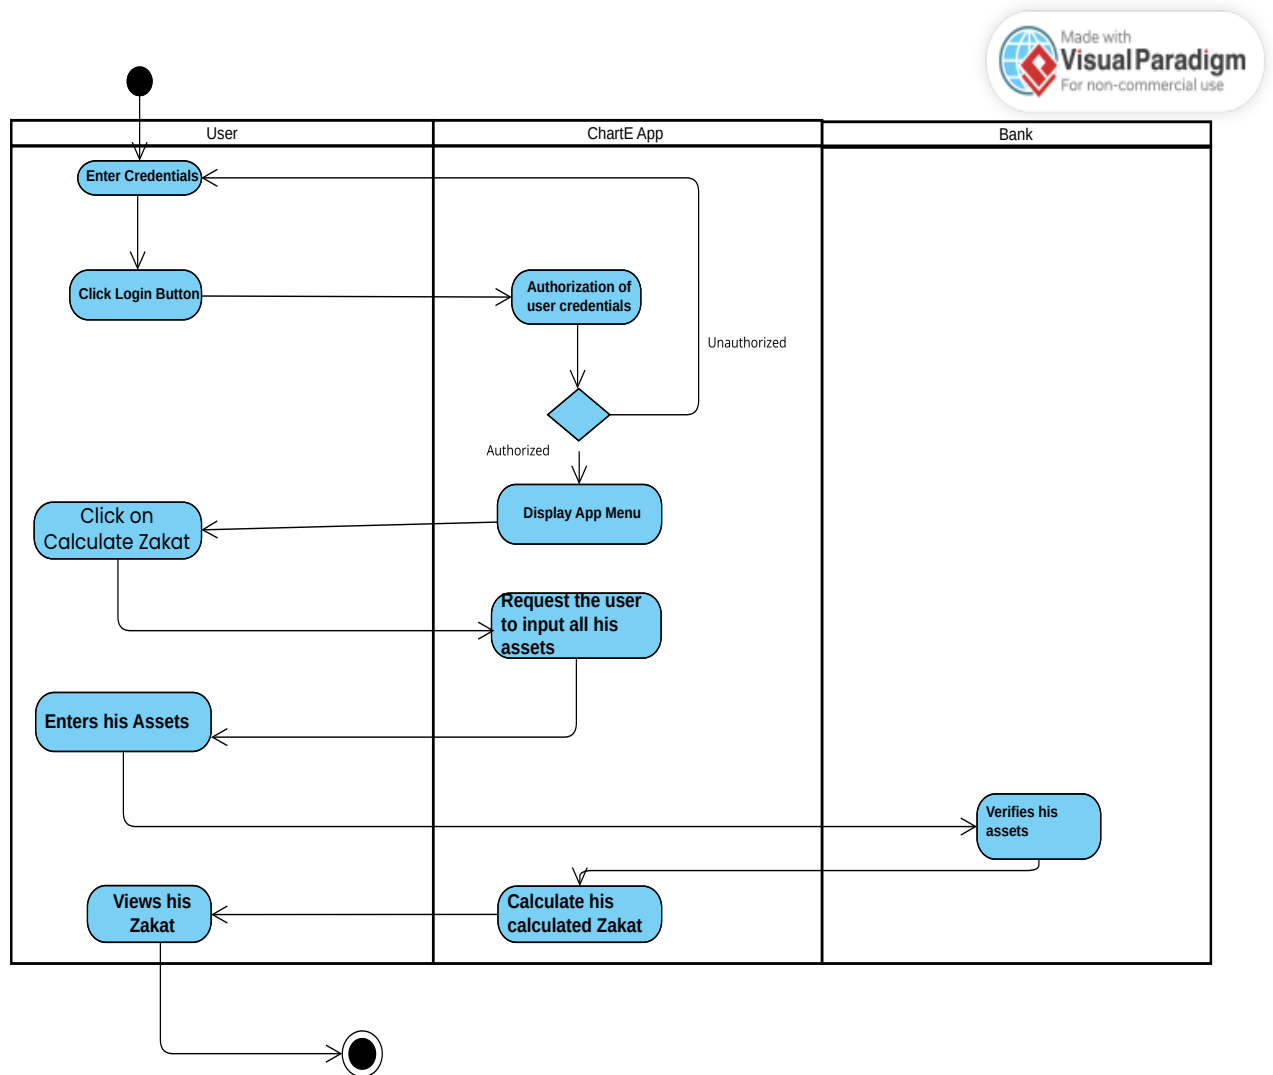 Made with
Visual Paradigm
For non-commercial use
User
ChartE App
Bank
Enter Credentials
Click Login Button
Authorization of
user credentials
Unauthorized
Authorized
Display App Menu
Click on
Calculate Zakat
Request the user
to input all his
assets
Enters his Assets
Verifies his
assets
Views his
Zakat
Calculate his
calculated Zakat